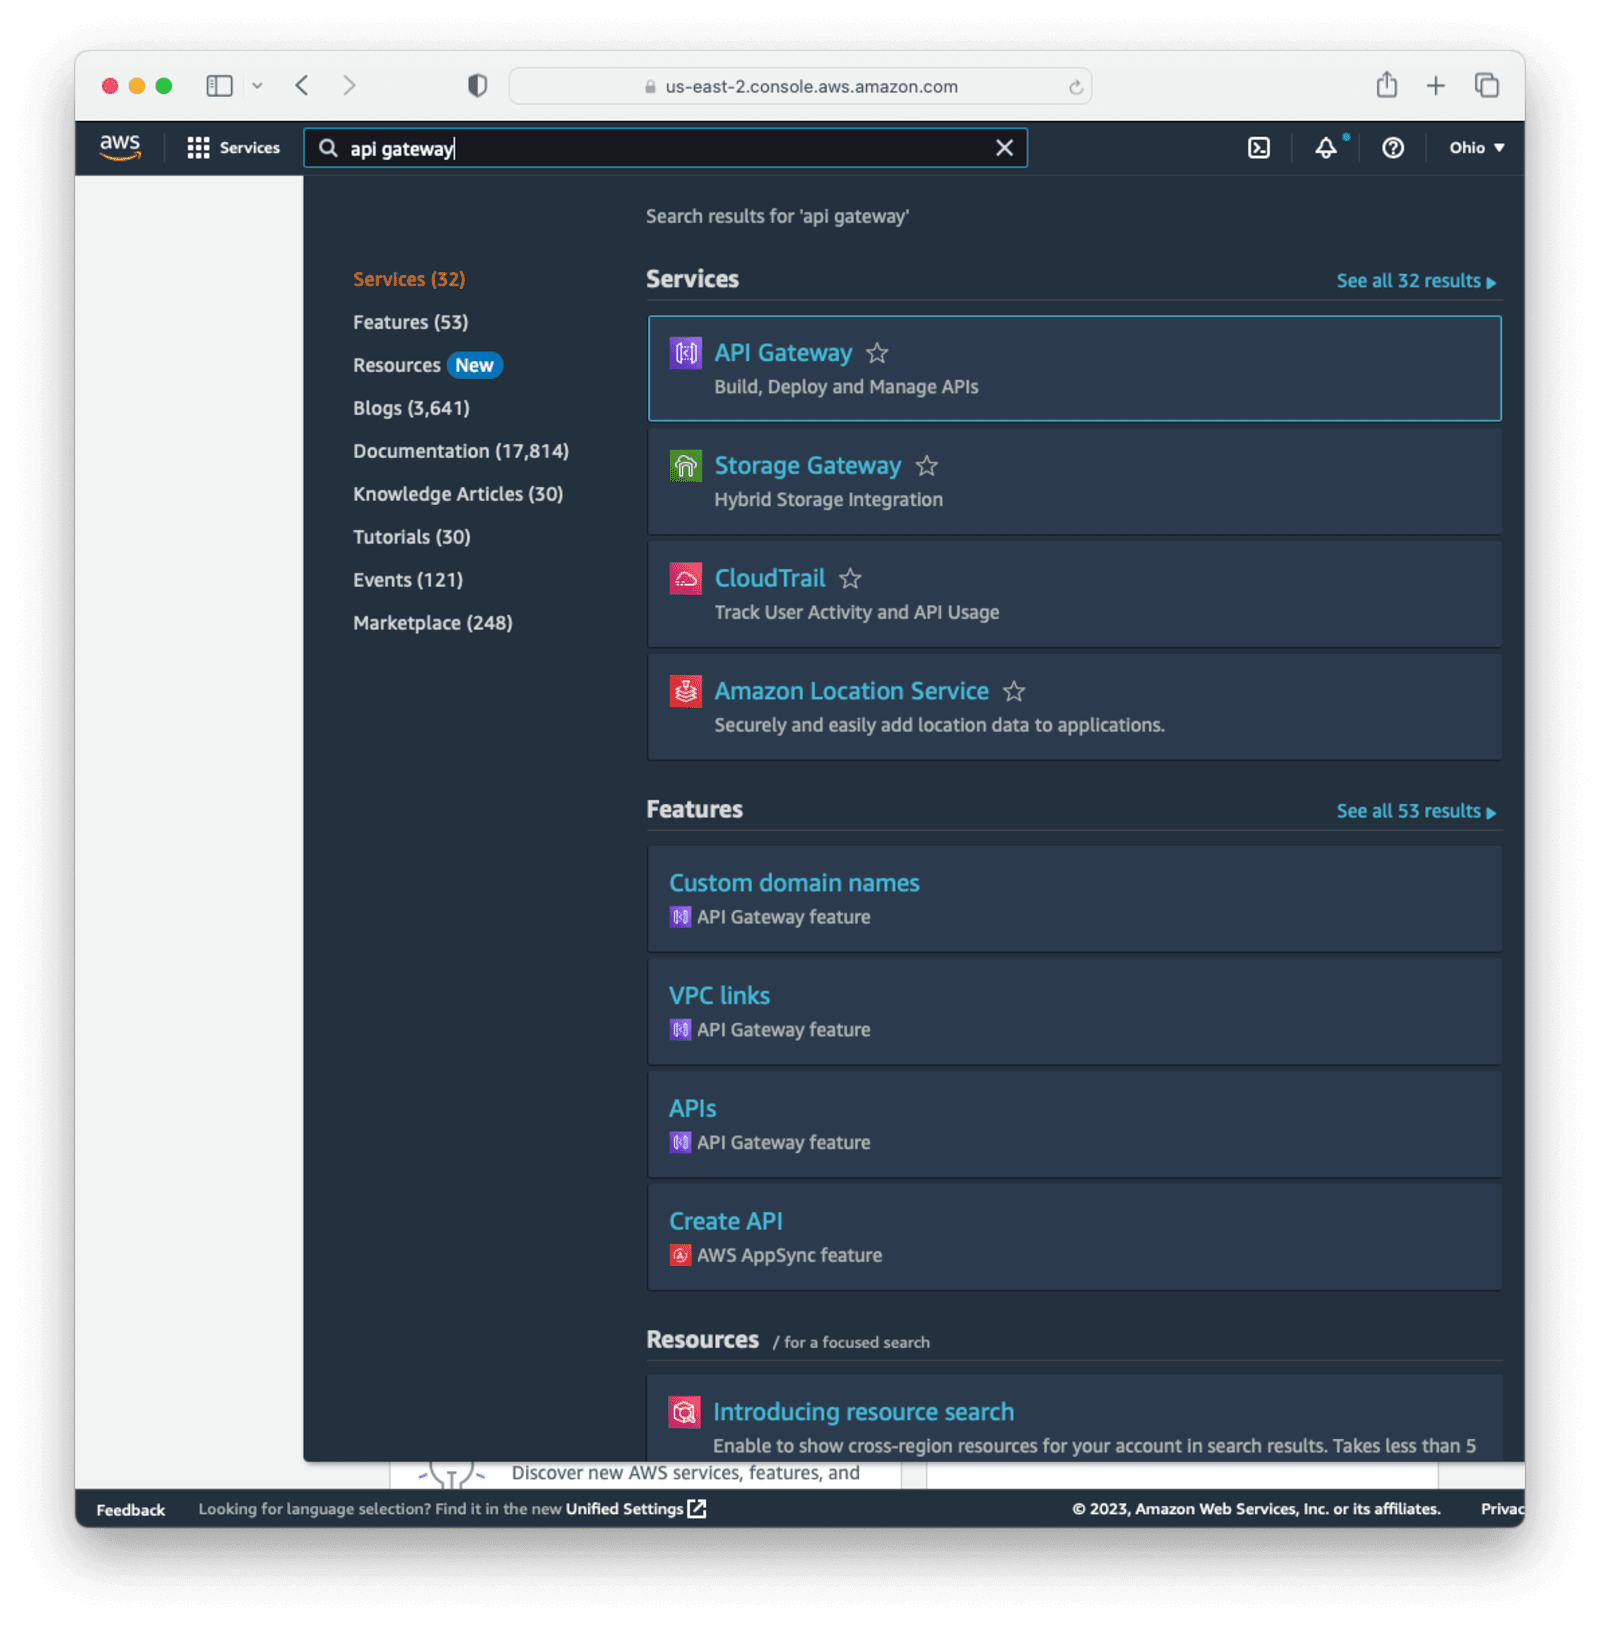 us-east-2.console.aws.amazon.com
aws
Services
api gateway
Ohio
Search results for 'api gateway'
Services (32)
Features (53)
Resources New
Blogs (3,641)
Documentation (17,814)
Knowledge Articles (30)
Tutorials (30)
Events (121)
Marketplace (248)
Services
See all 32 results
API Gateway
Build, Deploy and Manage APIs
Storage Gateway
Hybrid Storage Integration
CloudTrail
Track User Activity and API Usage
Amazon Location Service
Securely and easily add location data to applications.
Features
See all 53 results
Custom domain names
API Gateway feature
VPC links
API Gateway feature
APIs
API Gateway feature
Create API
AWS AppSync feature
Resources / for a focused search
Introducing resource search
Enable to show cross-region resources for your account in search results. Takes less than 5
Discover new AWS services, features, and
Feedback
Looking for language selection? Find it in the new Unified Settings
© 2023, Amazon Web Services, Inc. or its affiliates.
Privac